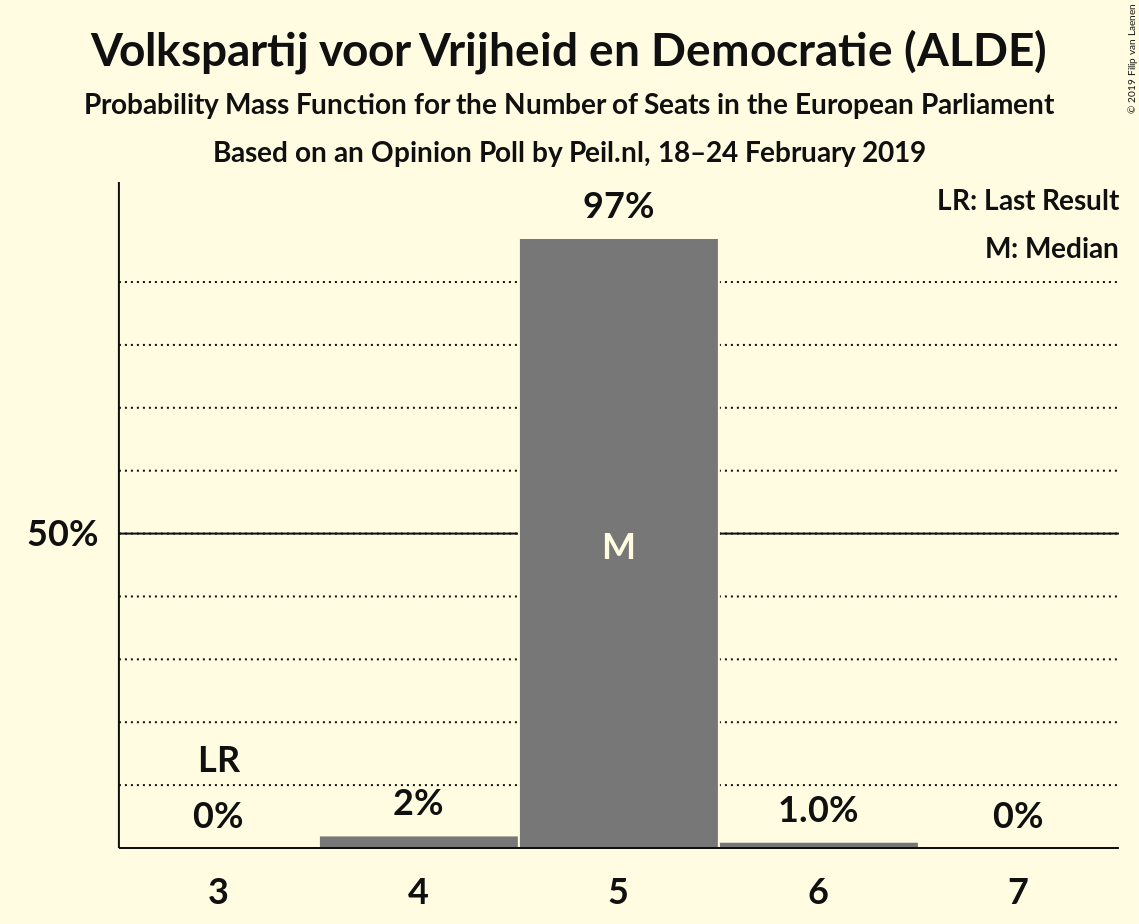 Volkspartij voor Vrijheid en Democratie (ALDE)
Probability Mass Function for the Number of Seats in the European Parliament
Based on an Opinion Poll by Peil.nl, 18–24 February 2019
© 2019 Filip van Laenen
LR: Last Result
M: Median
97%
50%
M
LR
0%
2%
1.0%
0%
3
4
5
6
7